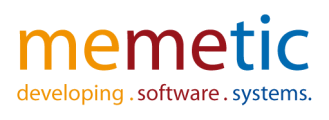 memetic
developing . software . systems.